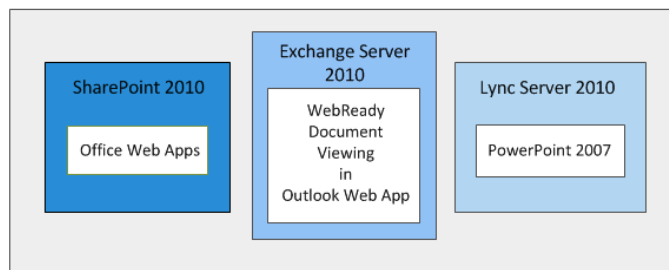 SharePoint 2010
Office Web Apps
Exchange Server
2010
WebReady
Document
Viewing
in
Outlook Web App
Lync Server 2010
PowerPoint 2007